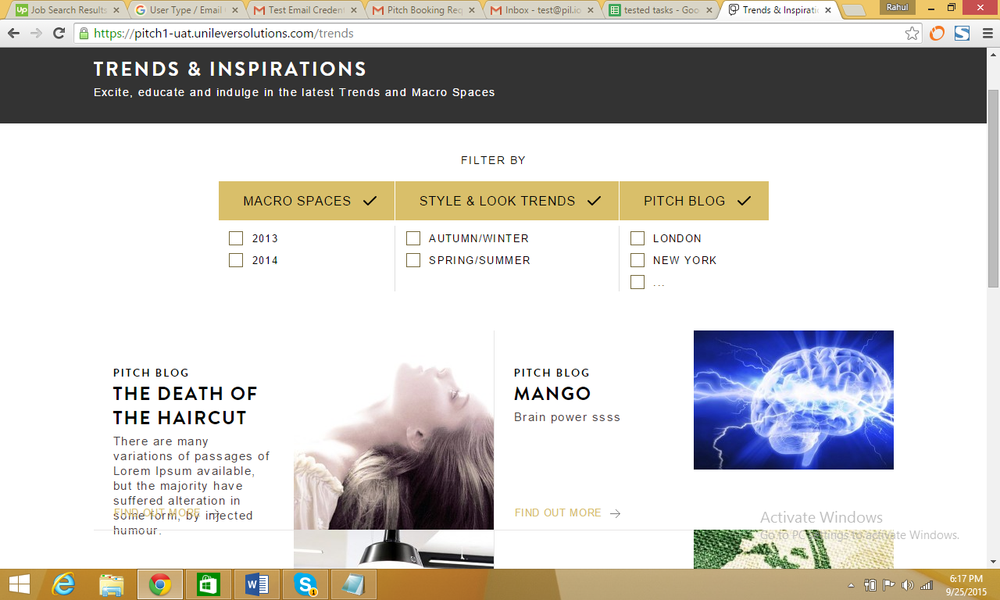 Up Job Search Results
User Type / Email
Test Email Creden
Pitch Booking Req
Inbox - test@pil.io
tested tasks - Goo
Trends & Inspirati
Rahul
https://pitch1-uat.unileversolutions.com/trends
TRENDS & INSPIRATIONS
Excite, educate and indulge in the latest Trends and Macro Spaces
FILTER BY
MACRO SPACES
STYLE & LOOK TRENDS
PITCH BLOG
2013
AUTUMN/WINTER
LONDON
2014
SPRING/SUMMER
NEW YORK
...
PITCH BLOG
THE DEATH OF
THE HAIRCUT
There are many
variations of passages of
Lorem Ipsum available,
but the majority have
suffered alteration in
some form, by injected
humour.
FIND OUT MORE
PITCH BLOG
MANGO
Brain power ssss
FIND OUT MORE
Activate Windows
Go to PC settings to activate Windows.
1
6:17 PM
9/25/2015